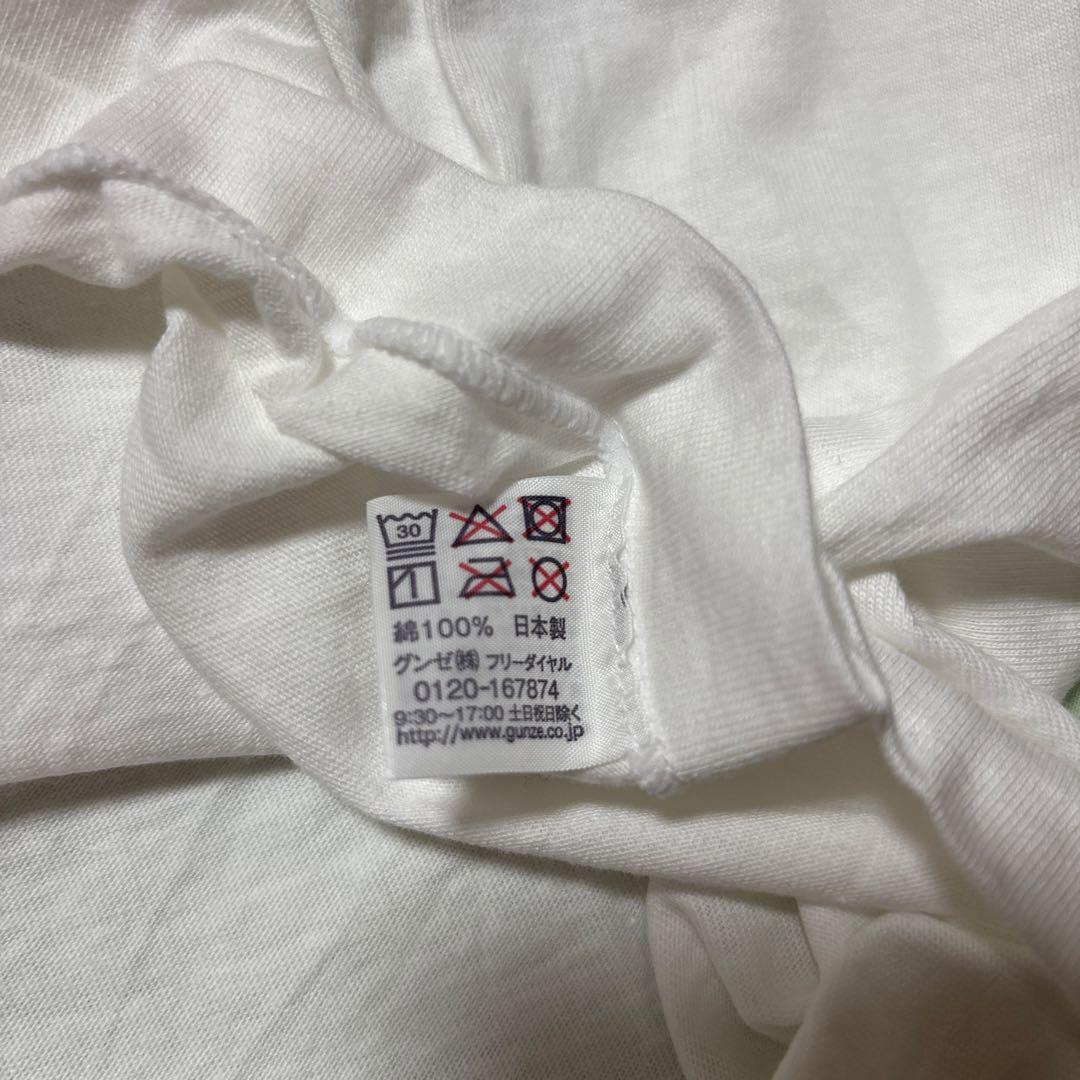 30
綿100% 日本製
グンゼ(株) フリーダイヤル
0120-167874
9:30〜17:00 土日祝日除く
http://www.gunze.co.jp